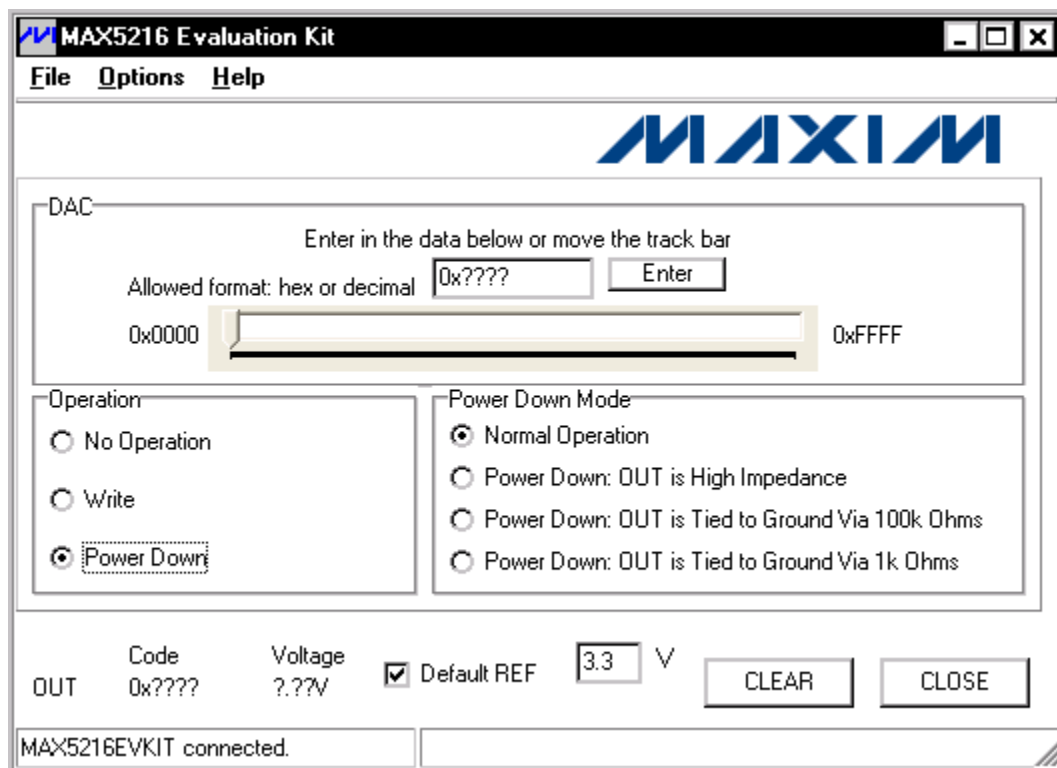 MAX5216 Evaluation Kit
File Options Help
MAXIM
DAC
Enter in the data below or move the track bar
Allowed format: hex or decimal 0x???? Enter
0x0000 0xFFFF
Operation
No Operation
Write
Power Down
Power Down Mode
Normal Operation
Power Down: OUT is High Impedance
Power Down: OUT is Tied to Ground Via 100k Ohms
Power Down: OUT is Tied to Ground Via 1k Ohms
Code Voltage
OUT 0x???? ?.??V
Default REF 3.3 V
CLEAR CLOSE
MAX5216EVKIT connected.